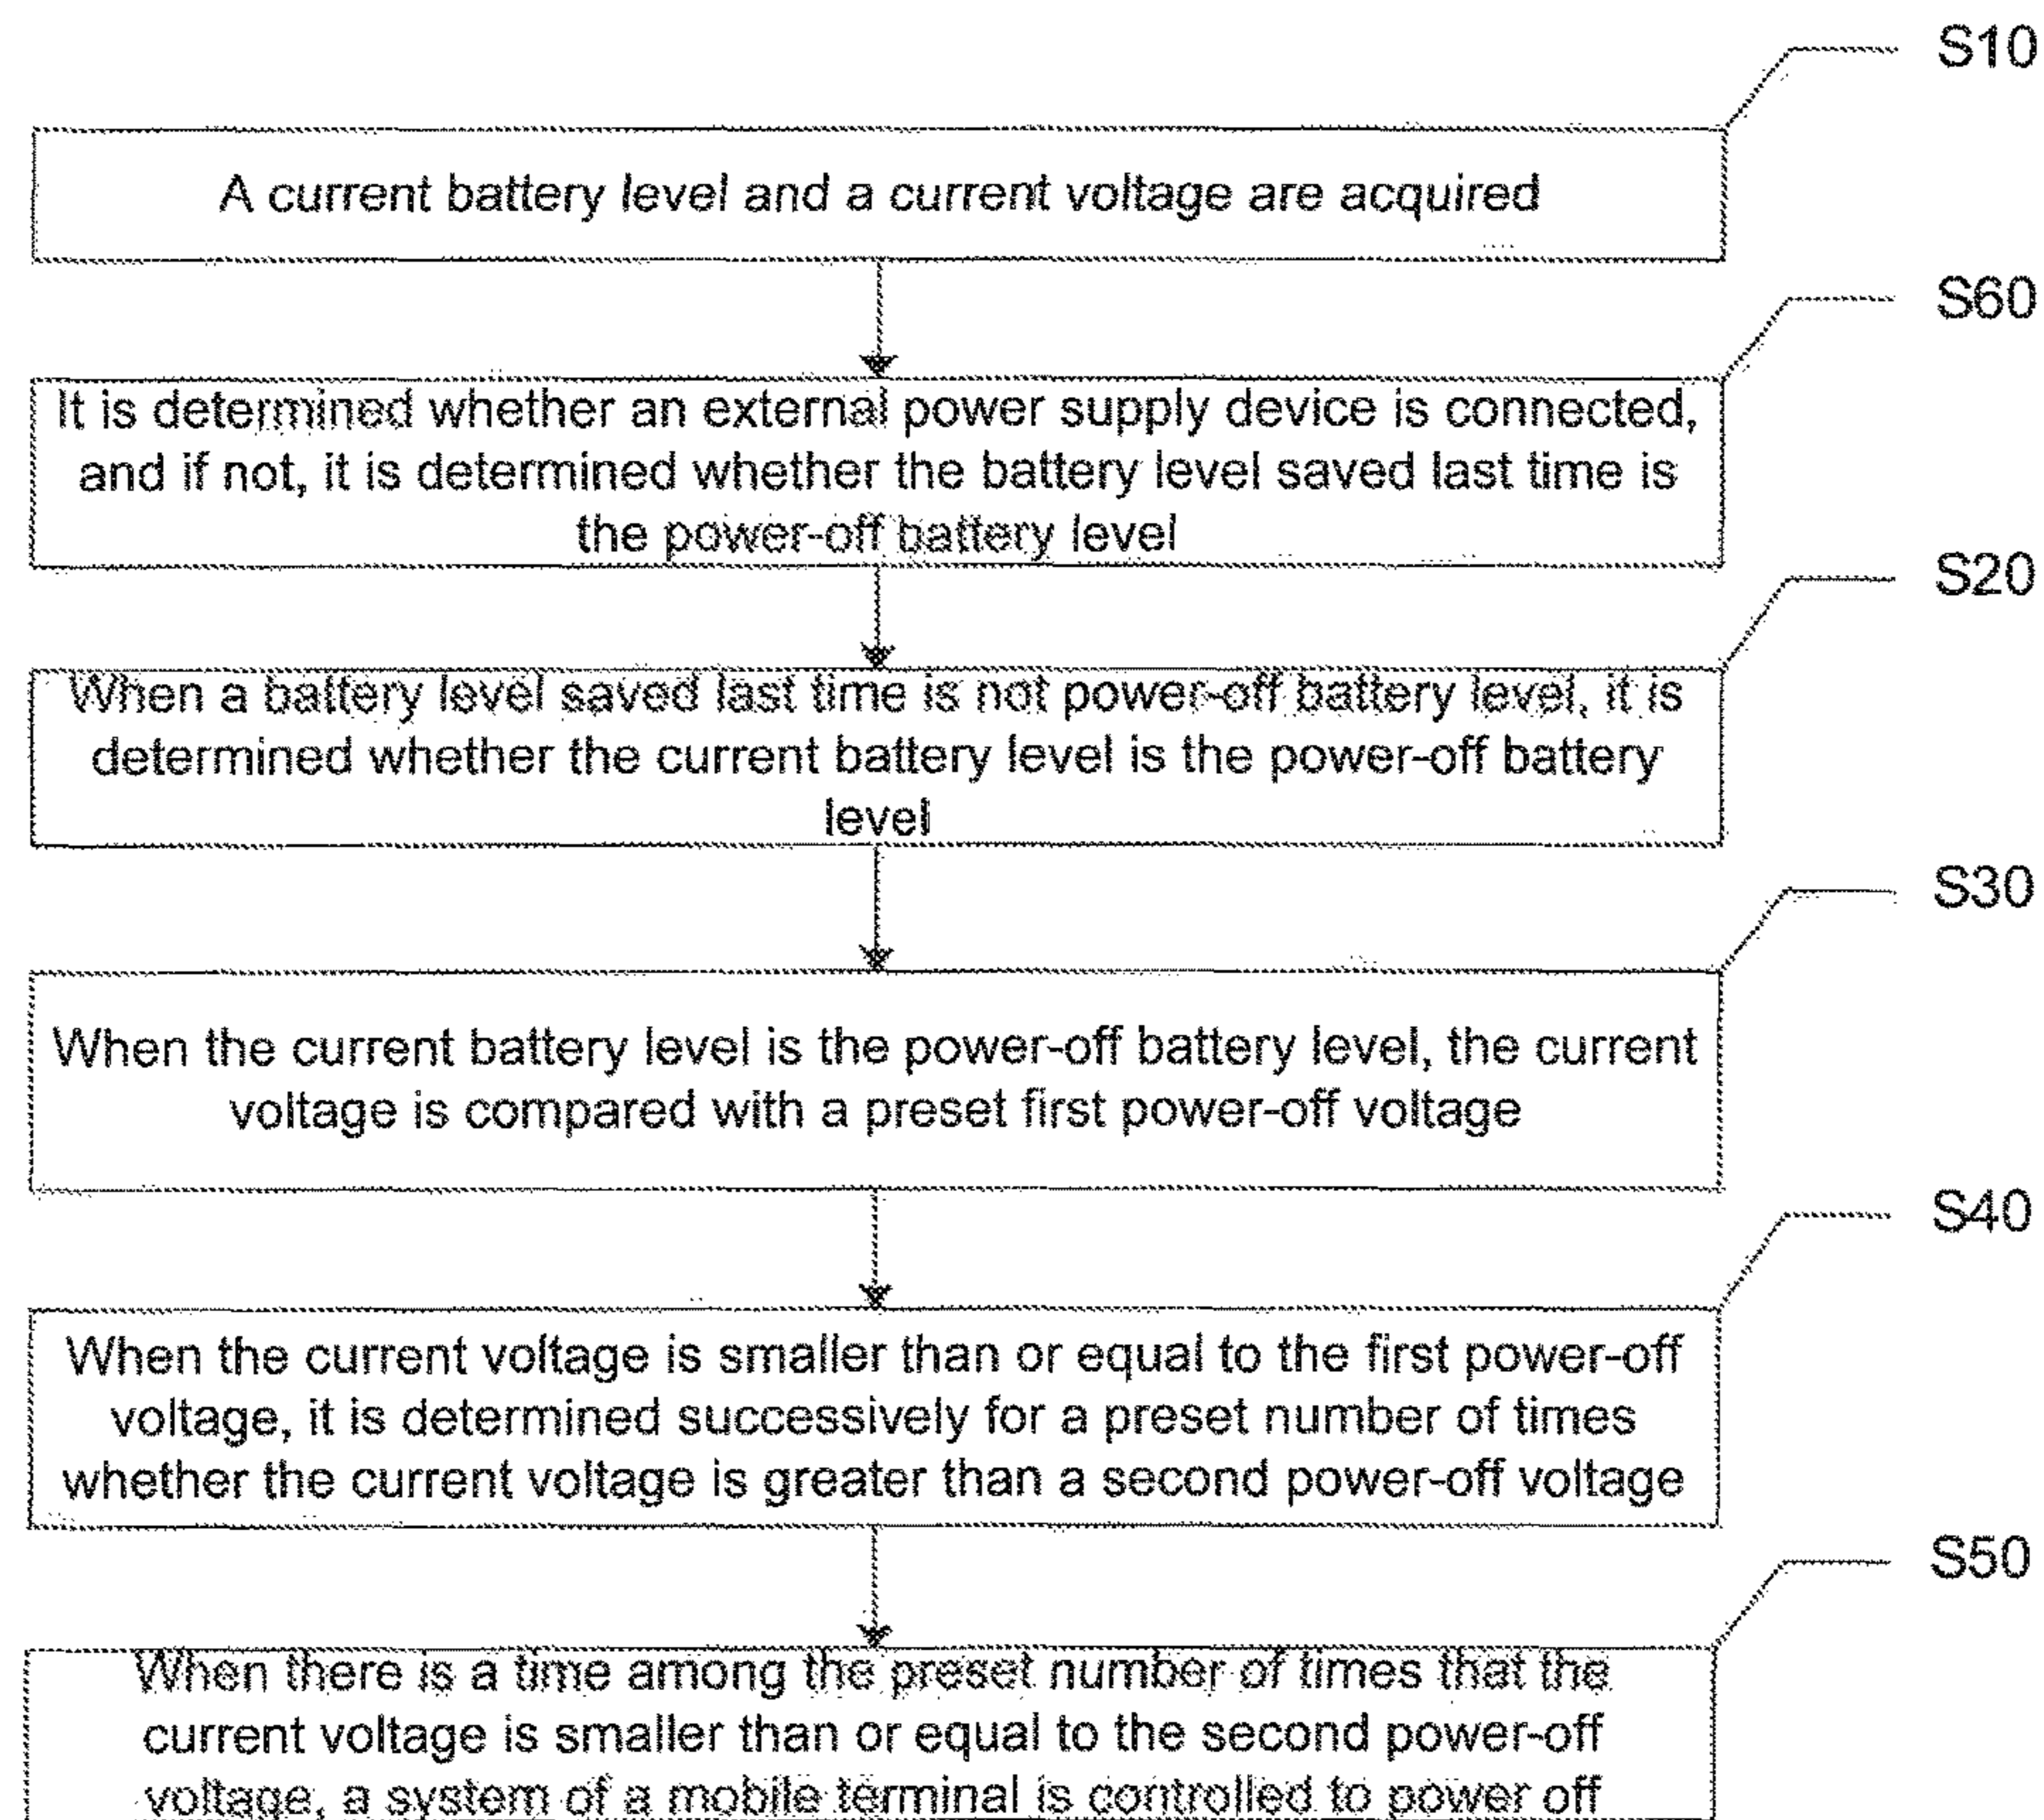 S10
A current battery level and a current voltage are acquired
S60
It is determined whether an external power supply device is connected,
and if not, it is determined whether the battery level saved last time is
the power-off battery level
S20
When a battery level saved last time is not power-off battery level, it is
determined whether the current battery level is the power-off battery
level
S30
When the current battery level is the power-off battery level, the current
voltage is compared with a preset first power-off voltage
S40
When the current voltage is smaller than or equal to the first power-off
voltage, it is determined successively for a preset number of times
whether the current voltage is greater than a second power-off voltage
S50
When there is a time among the preset number of times that the
current voltage is smaller than or equal to the second power-off
voltage, a system of a mobile terminal is controlled to power off